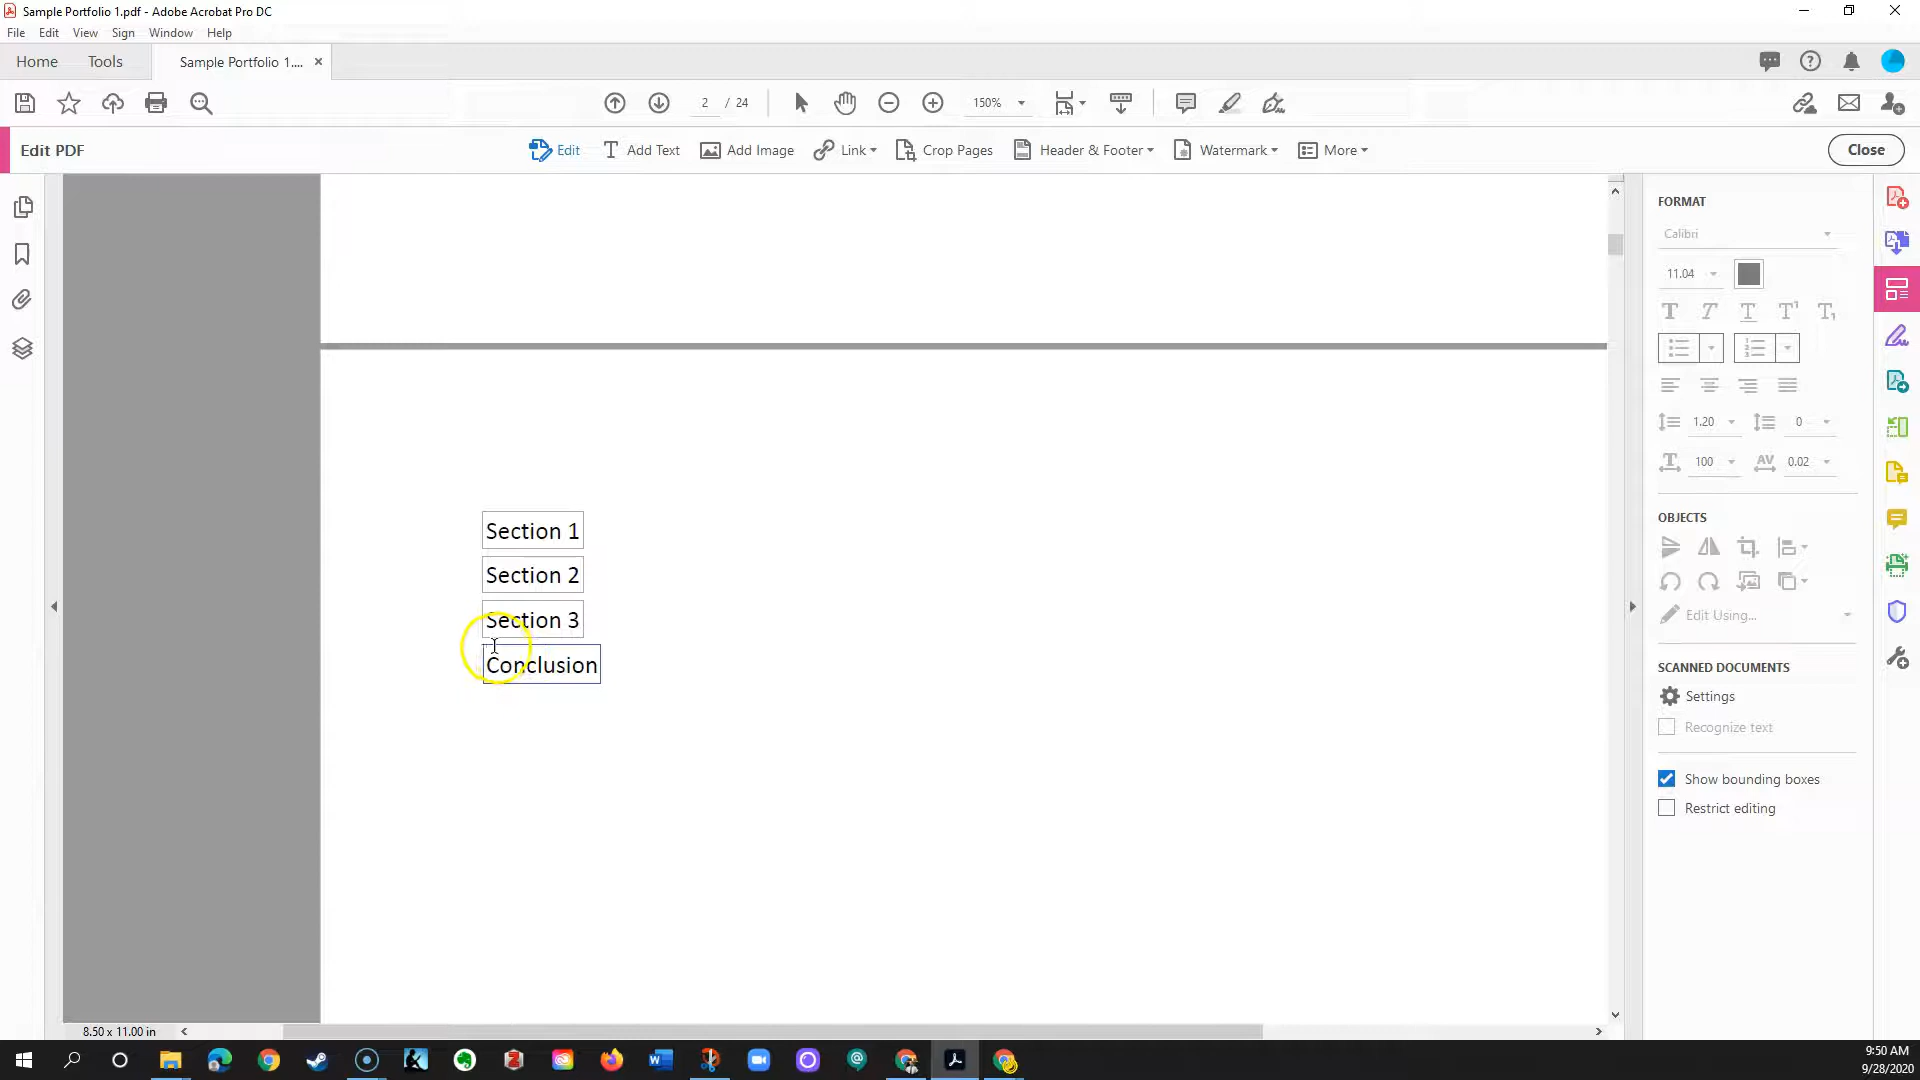 Sample Portfolio 1.pdf - Adobe Acrobat Pro DC
File Edit View Sign Window Help
Home Tools Sample Portfolio 1....
2 / 24 150%
Edit PDF Edit Add Text Add Image Link Crop Pages Header & Footer Watermark More Close
FORMAT
Calibri
11.04
1.20 0
100 AV 0.02
OBJECTS
Edit Using...
SCANNED DOCUMENTS
Settings
Recognize text
Show bounding boxes
Restrict editing
Section 1
Section 2
Section 3
Conclusion
8.50 x 11.00 in
9:50 AM
9/28/2020